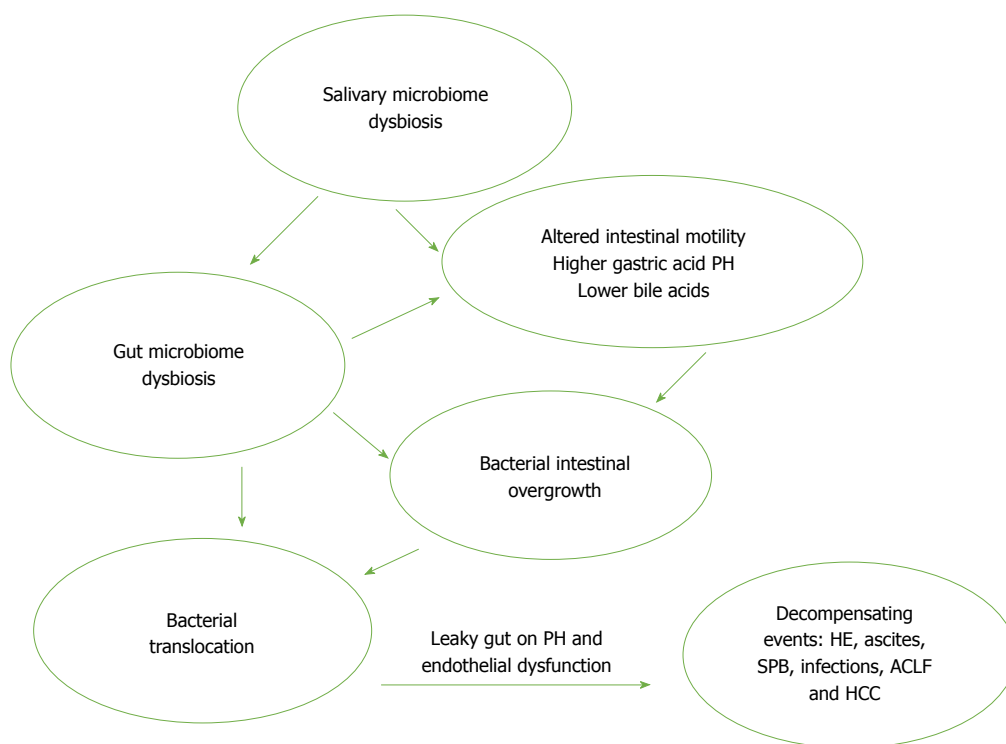 Salivary microbiome
dysbiosis
Altered intestinal motility
Higher gastric acid PH
Lower bile acids
Gut microbiome
dysbiosis
Bacterial intestinal
overgrowth
Bacterial
translocation
Leaky gut on PH and
endothelial dysfunction
Decompensating
events: HE, ascites,
SPB, infections, ACLF
and HCC